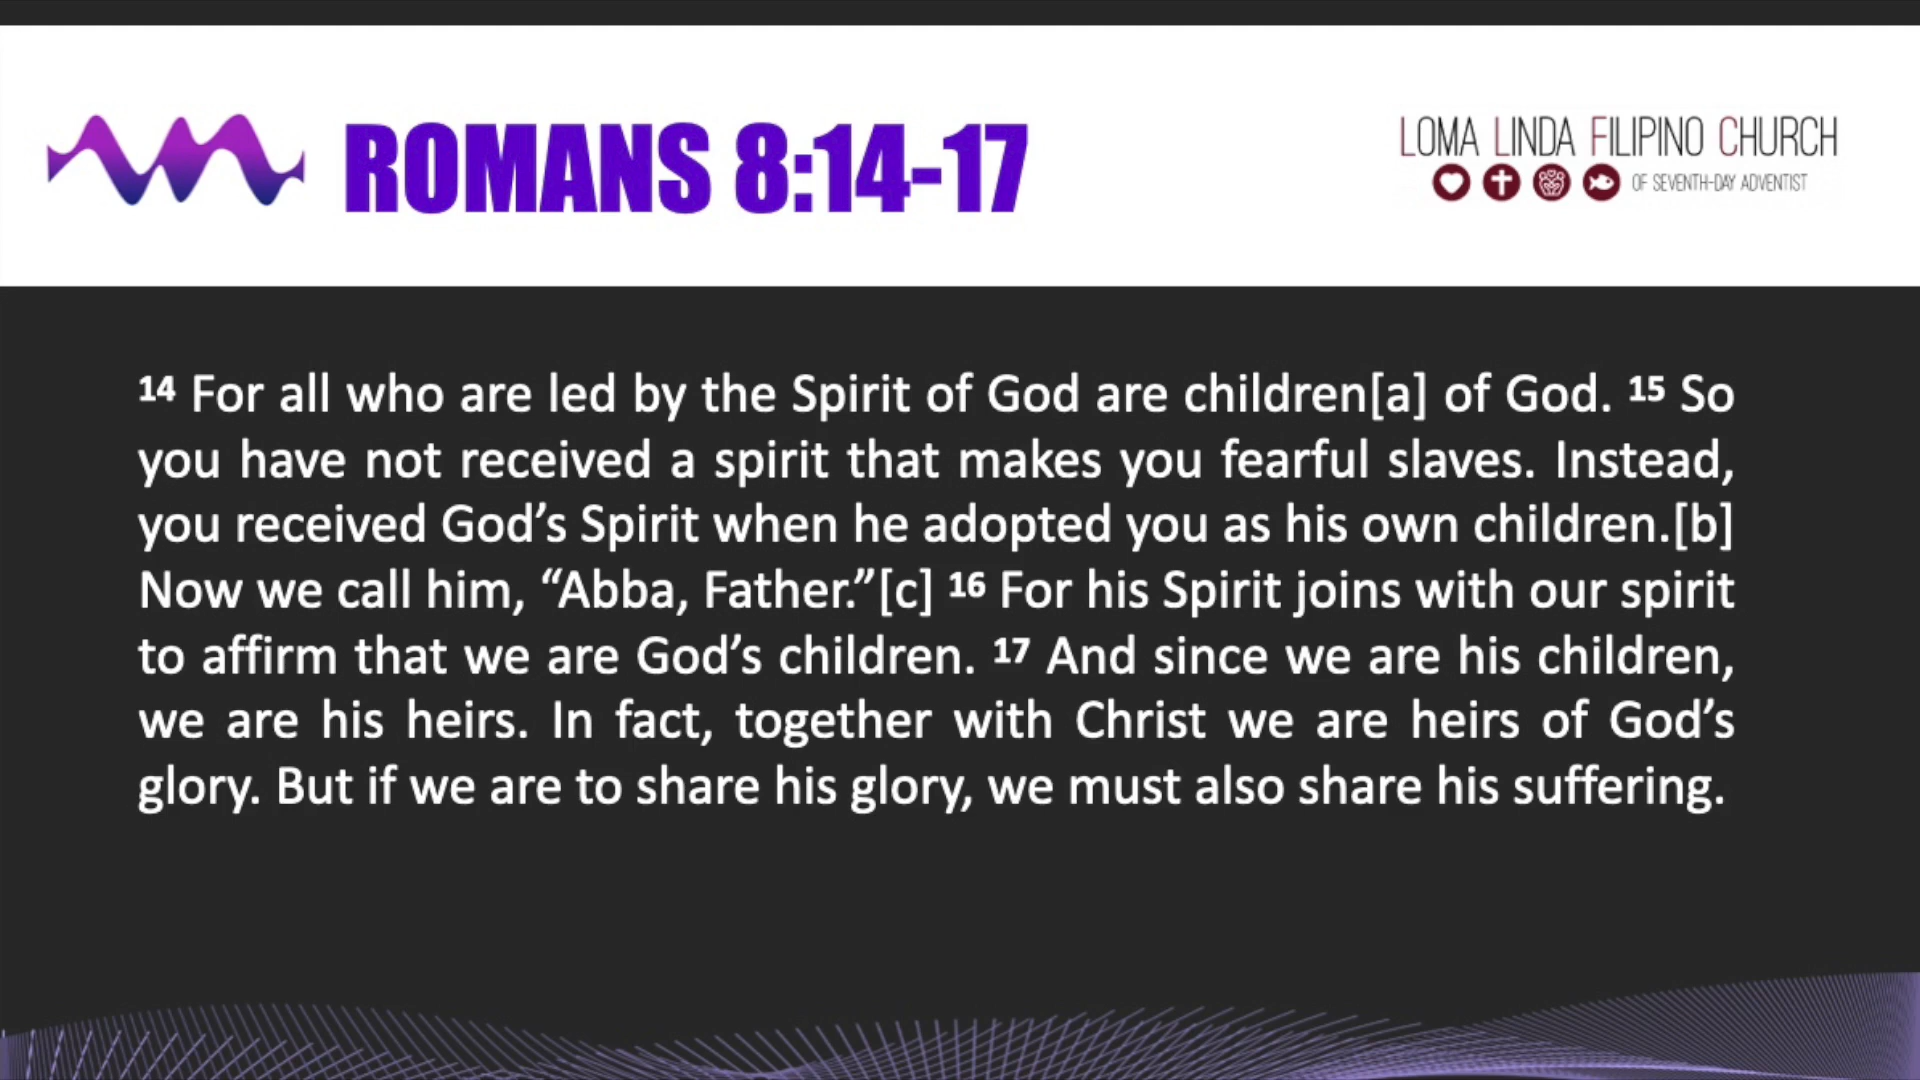 ROMANS 8:14-17
LOMA LINDA FILIPINO CHURCH
OF SEVENTH-DAY ADVENTIST
14 For all who are led by the Spirit of God are children[a] of God. 15 So
you have not received a spirit that makes you fearful slaves. Instead,
you received God’s Spirit when he adopted you as his own children.[b]
Now we call him, “Abba, Father.”[c] 16 For his Spirit joins with our spirit
to affirm that we are God’s children. 17 And since we are his children,
we are his heirs. In fact, together with Christ we are heirs of God’s
glory. But if we are to share his glory, we must also share his suffering.